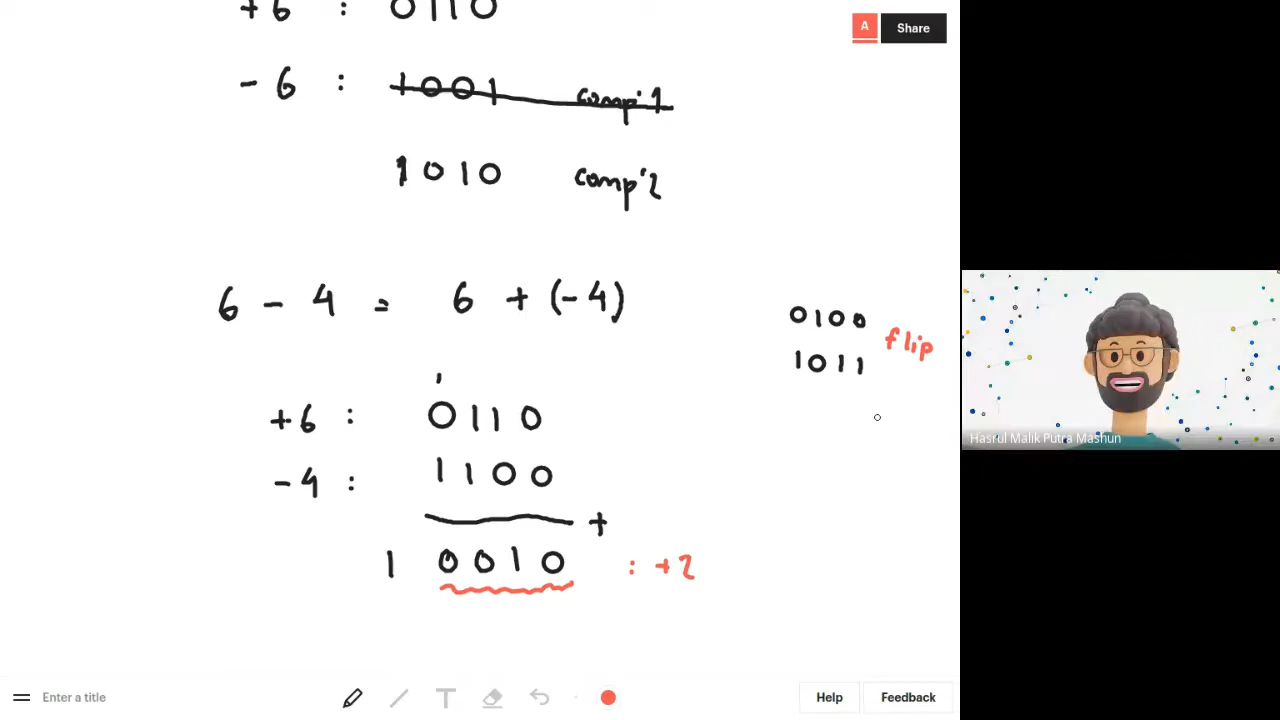 +6 : 0110
A Share
-6 : 1001 comp'1
1010 comp'2
6 - 4 = 6 + (-4)
0100
flip
1011
+6 : 0110
-4 : 1100
+
1 0010 : +2
Hasrul Malik Putra Mashun
Enter a title
T
Help
Feedback